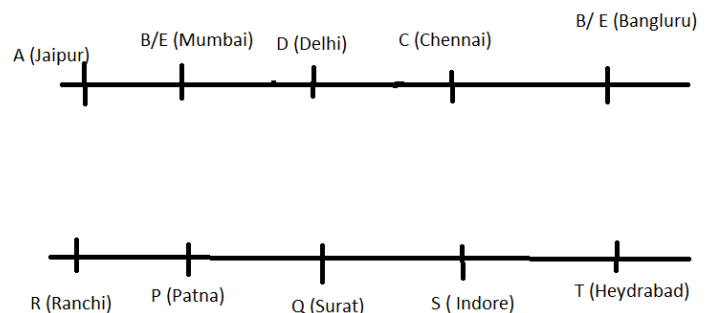 A (Jaipur) B/E (Mumbai) D (Delhi) C (Chennai) B/ E (Bangluru)
R (Ranchi) P (Patna) Q (Surat) S ( Indore) T (Heydrabad)